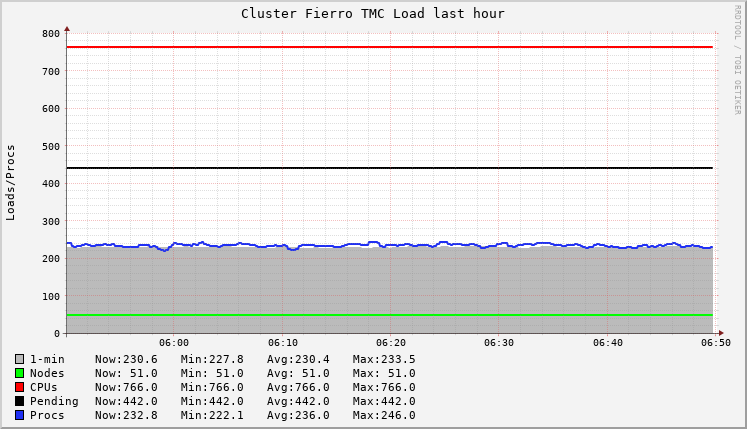 Cluster Fierro TMC Load last hour
RRDTOOL / TOBI OETIKER
Loads/Procs
800
700
600
500
400
300
200
100
0
06:00 06:10 06:20 06:30 06:40 06:50
1-min Now:230.6 Min:227.8 Avg:230.4 Max:233.5
Nodes Now: 51.0 Min: 51.0 Avg: 51.0 Max: 51.0
CPUs Now:766.0 Min:766.0 Avg:766.0 Max:766.0
Pending Now:442.0 Min:442.0 Avg:442.0 Max:442.0
Procs Now:232.8 Min:222.1 Avg:236.0 Max:246.0